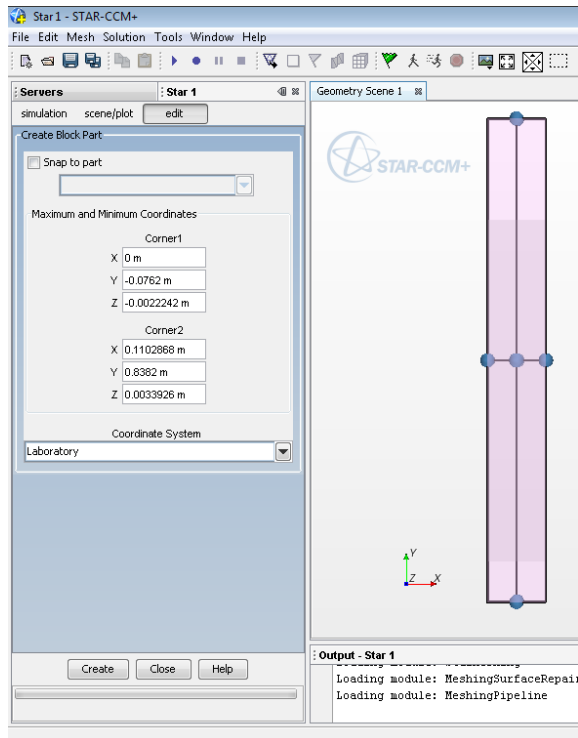 Star 1 - STAR-CCM+
File Edit Mesh Solution Tools Window Help
Servers
Star 1
Geometry Scene 1
simulation scene/plot edit
Create Block Part
Snap to part
STAR-CCM+
Maximum and Minimum Coordinates
Corner1
X 0 m
Y -0.0762 m
Z -0.0022242 m
Corner2
X 0.1102868 m
Y 0.8382 m
Z 0.0033926 m
Coordinate System
Laboratory
Y
Z X
Create Close Help
Output - Star 1
Loading module: MeshingSurfaceRepai
Loading module: MeshingPipeline